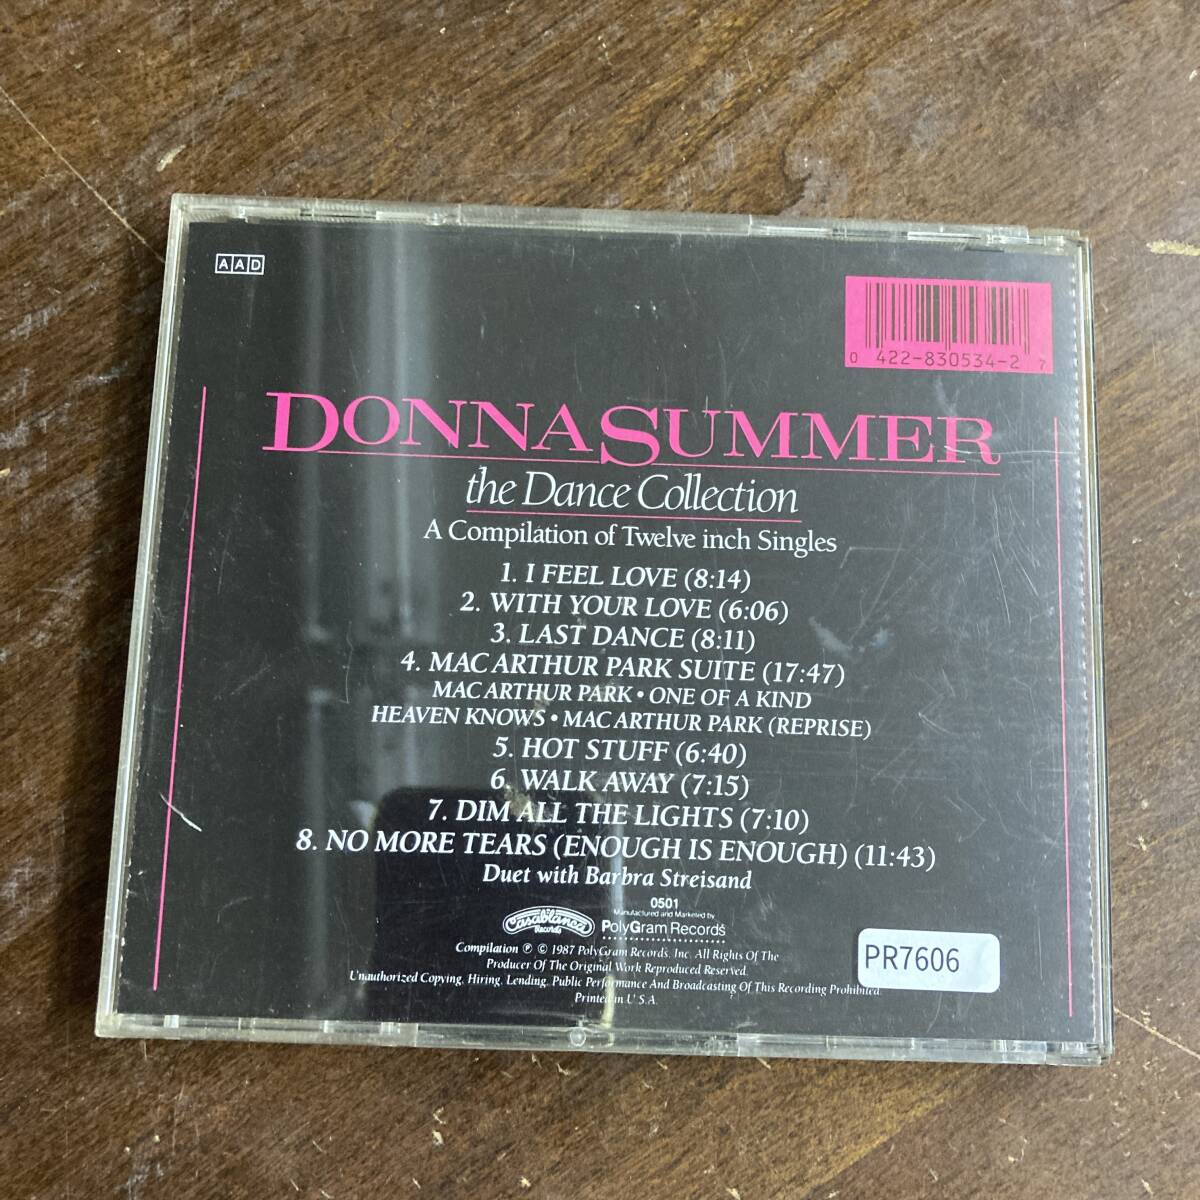 AAD
0 422-830534-2 7
DONNA SUMMER
the Dance Collection
A Compilation of Twelve inch Singles
1. I FEEL LOVE (8:14)
2. WITH YOUR LOVE (6:06)
3. LAST DANCE (8:11)
4. MAC ARTHUR PARK SUITE (17:47)
MAC ARTHUR PARK • ONE OF A KIND
HEAVEN KNOWS • MAC ARTHUR PARK (REPRISE)
5. HOT STUFF (6:40)
6. WALK AWAY (7:15)
7. DIM ALL THE LIGHTS (7:10)
8. NO MORE TEARS (ENOUGH IS ENOUGH) (11:43)
Duet with Barbra Streisand
0501
Manufactured and Marketed by
Casablanca Records PolyGram Records
Compilation ℗ © 1987 PolyGram Records, Inc. All Rights Of The
Producer Of The Original Work Reproduced Reserved.
Unauthorized Copying, Hiring, Lending, Public Performance And Broadcasting Of This Recording Prohibited.
Printed in U.S.A.
PR7606